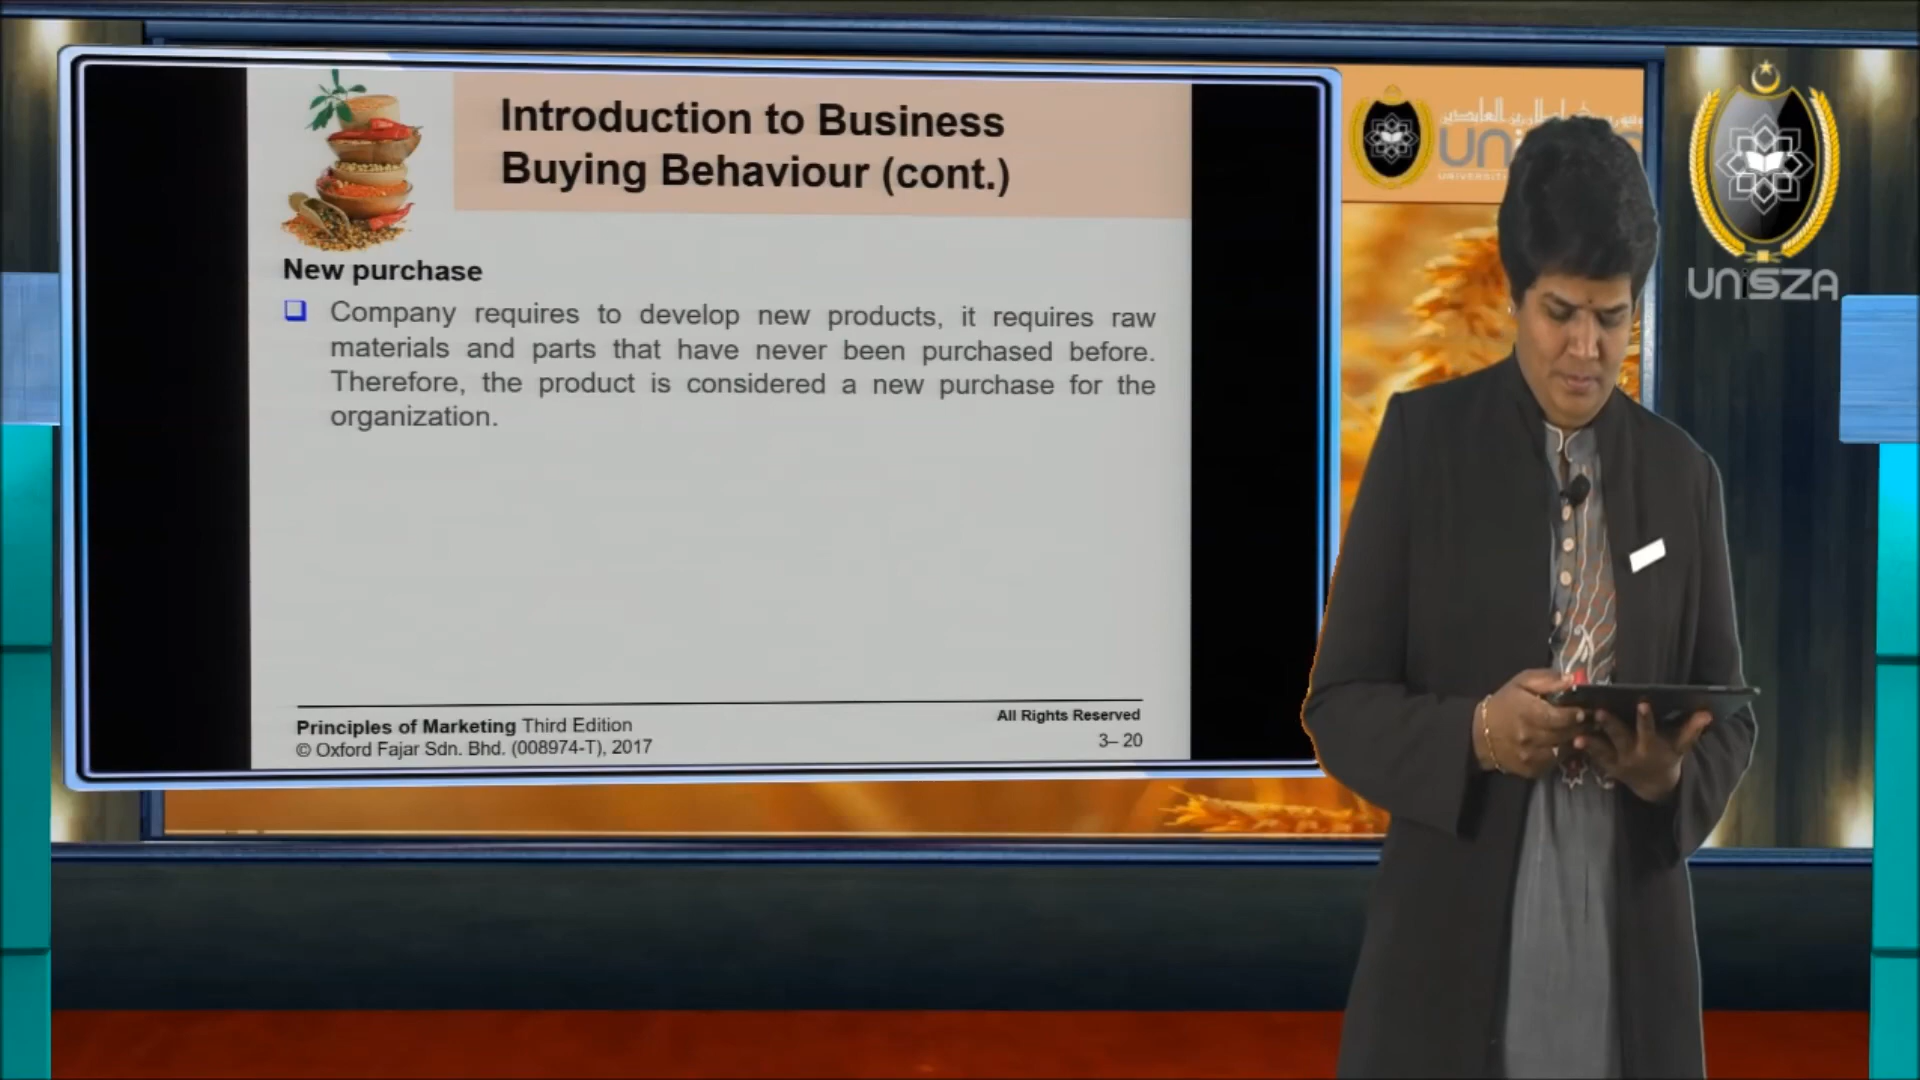 Introduction to Business
Buying Behaviour (cont.)
New purchase
Company requires to develop new products, it requires raw
materials and parts that have never been purchased before.
Therefore, the product is considered a new purchase for the
organization.
Principles of Marketing Third Edition
© Oxford Fajar Sdn. Bhd. (008974-T), 2017
All Rights Reserved
3– 20
UNiSZA